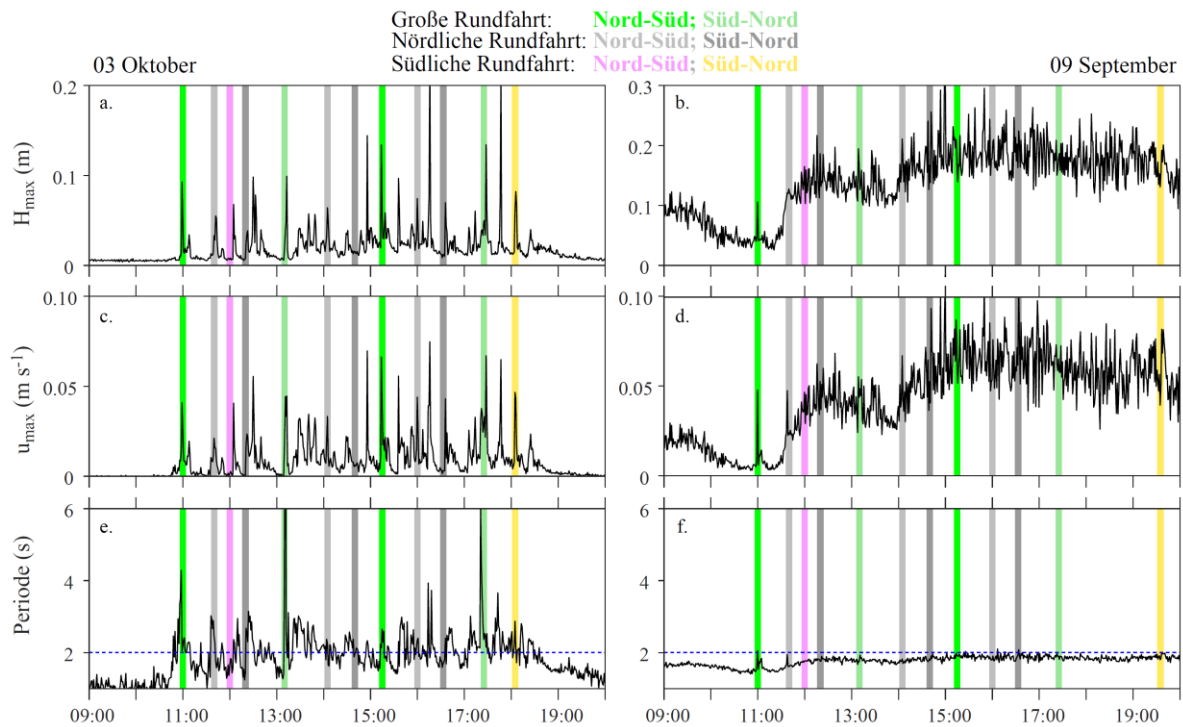 Große Rundfahrt: Nord-Süd; Süd-Nord
Nördliche Rundfahrt: Nord-Süd; Süd-Nord
Südliche Rundfahrt: Nord-Süd; Süd-Nord
03 Oktober
09 September
a.
0.2
0.1
0
Hmax (m)
b.
0.3
0.2
0.1
0
c.
0.10
0.05
0
umax (m s⁻¹)
d.
0.10
0.05
0
e.
6
4
2
Periode (s)
f.
6
4
2
09:00 11:00 13:00 15:00 17:00 19:00
09:00 11:00 13:00 15:00 17:00 19:00